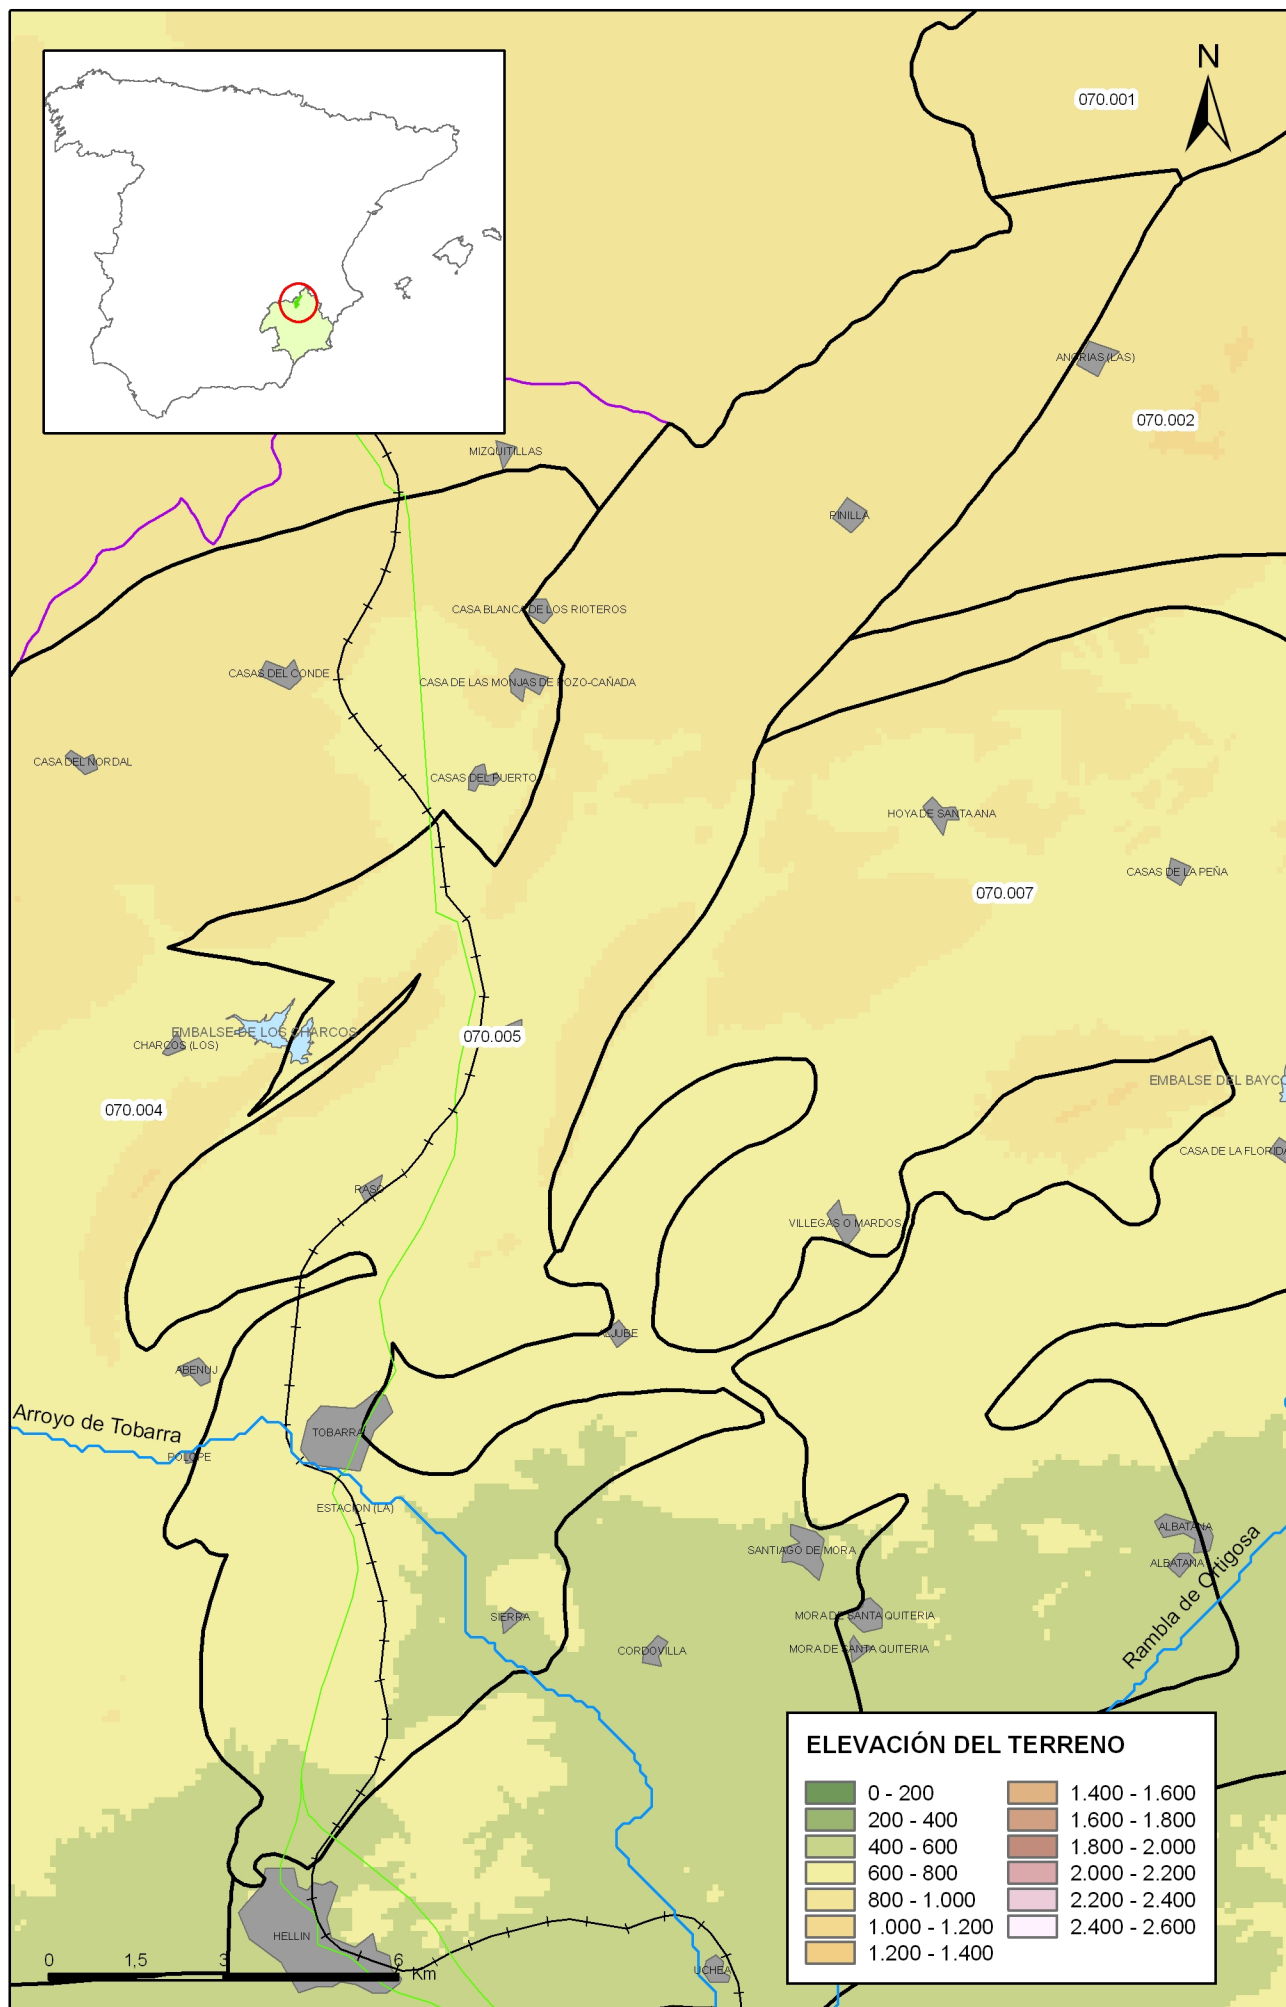 N
070.001
ANGRIAS (LAS)
070.002
MIZQUITILLAS
PINILLA
CASA BLANCA DE LOS RIOTEROS
CASAS DEL CONDE
CASA DE LAS MONJAS DE POZO-CAÑADA
CASA DEL NORDAL
CASAS DEL PUERTO
HOYA DE SANTA ANA
CASAS DE LA PEÑA
070.007
EMBALSE DE LOS CHARCOS
CHARCOS (LOS)
070.005
EMBALSE DEL BAYCO
070.004
CASA DE LA FLORIDA
RASO
VILLEGAS O MARDOS
ALJUBE
ABENUJ
Arroyo de Tobarra
TOBARRA
POLOPE
ESTACION (LA)
ALBATANA
SANTIAGO DE MORA
ALBATANA
Rambla de Ortigosa
SIERRA
MORA DE SANTA QUITERIA
CORDOVILLA
MORA DE SANTA QUITERIA
ELEVACIÓN DEL TERRENO
0 - 200
200 - 400
400 - 600
600 - 800
800 - 1.000
1.000 - 1.200
1.200 - 1.400
1.400 - 1.600
1.600 - 1.800
1.800 - 2.000
2.000 - 2.200
2.200 - 2.400
2.400 - 2.600
HELLIN
UCHEA
0 1,5 3 6
Km